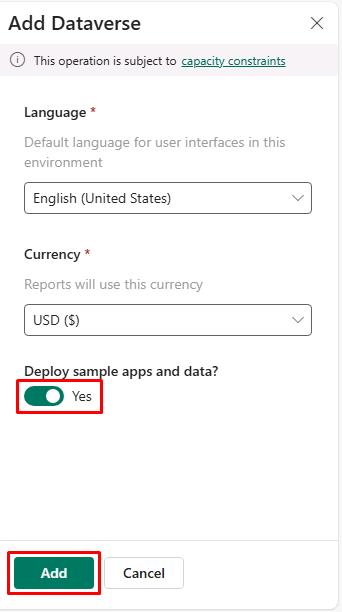 Add Dataverse
This operation is subject to capacity constraints
Language *
Default language for user interfaces in this
environment
English (United States)
Currency *
Reports will use this currency
USD ($)
Deploy sample apps and data?
Yes
Add Cancel